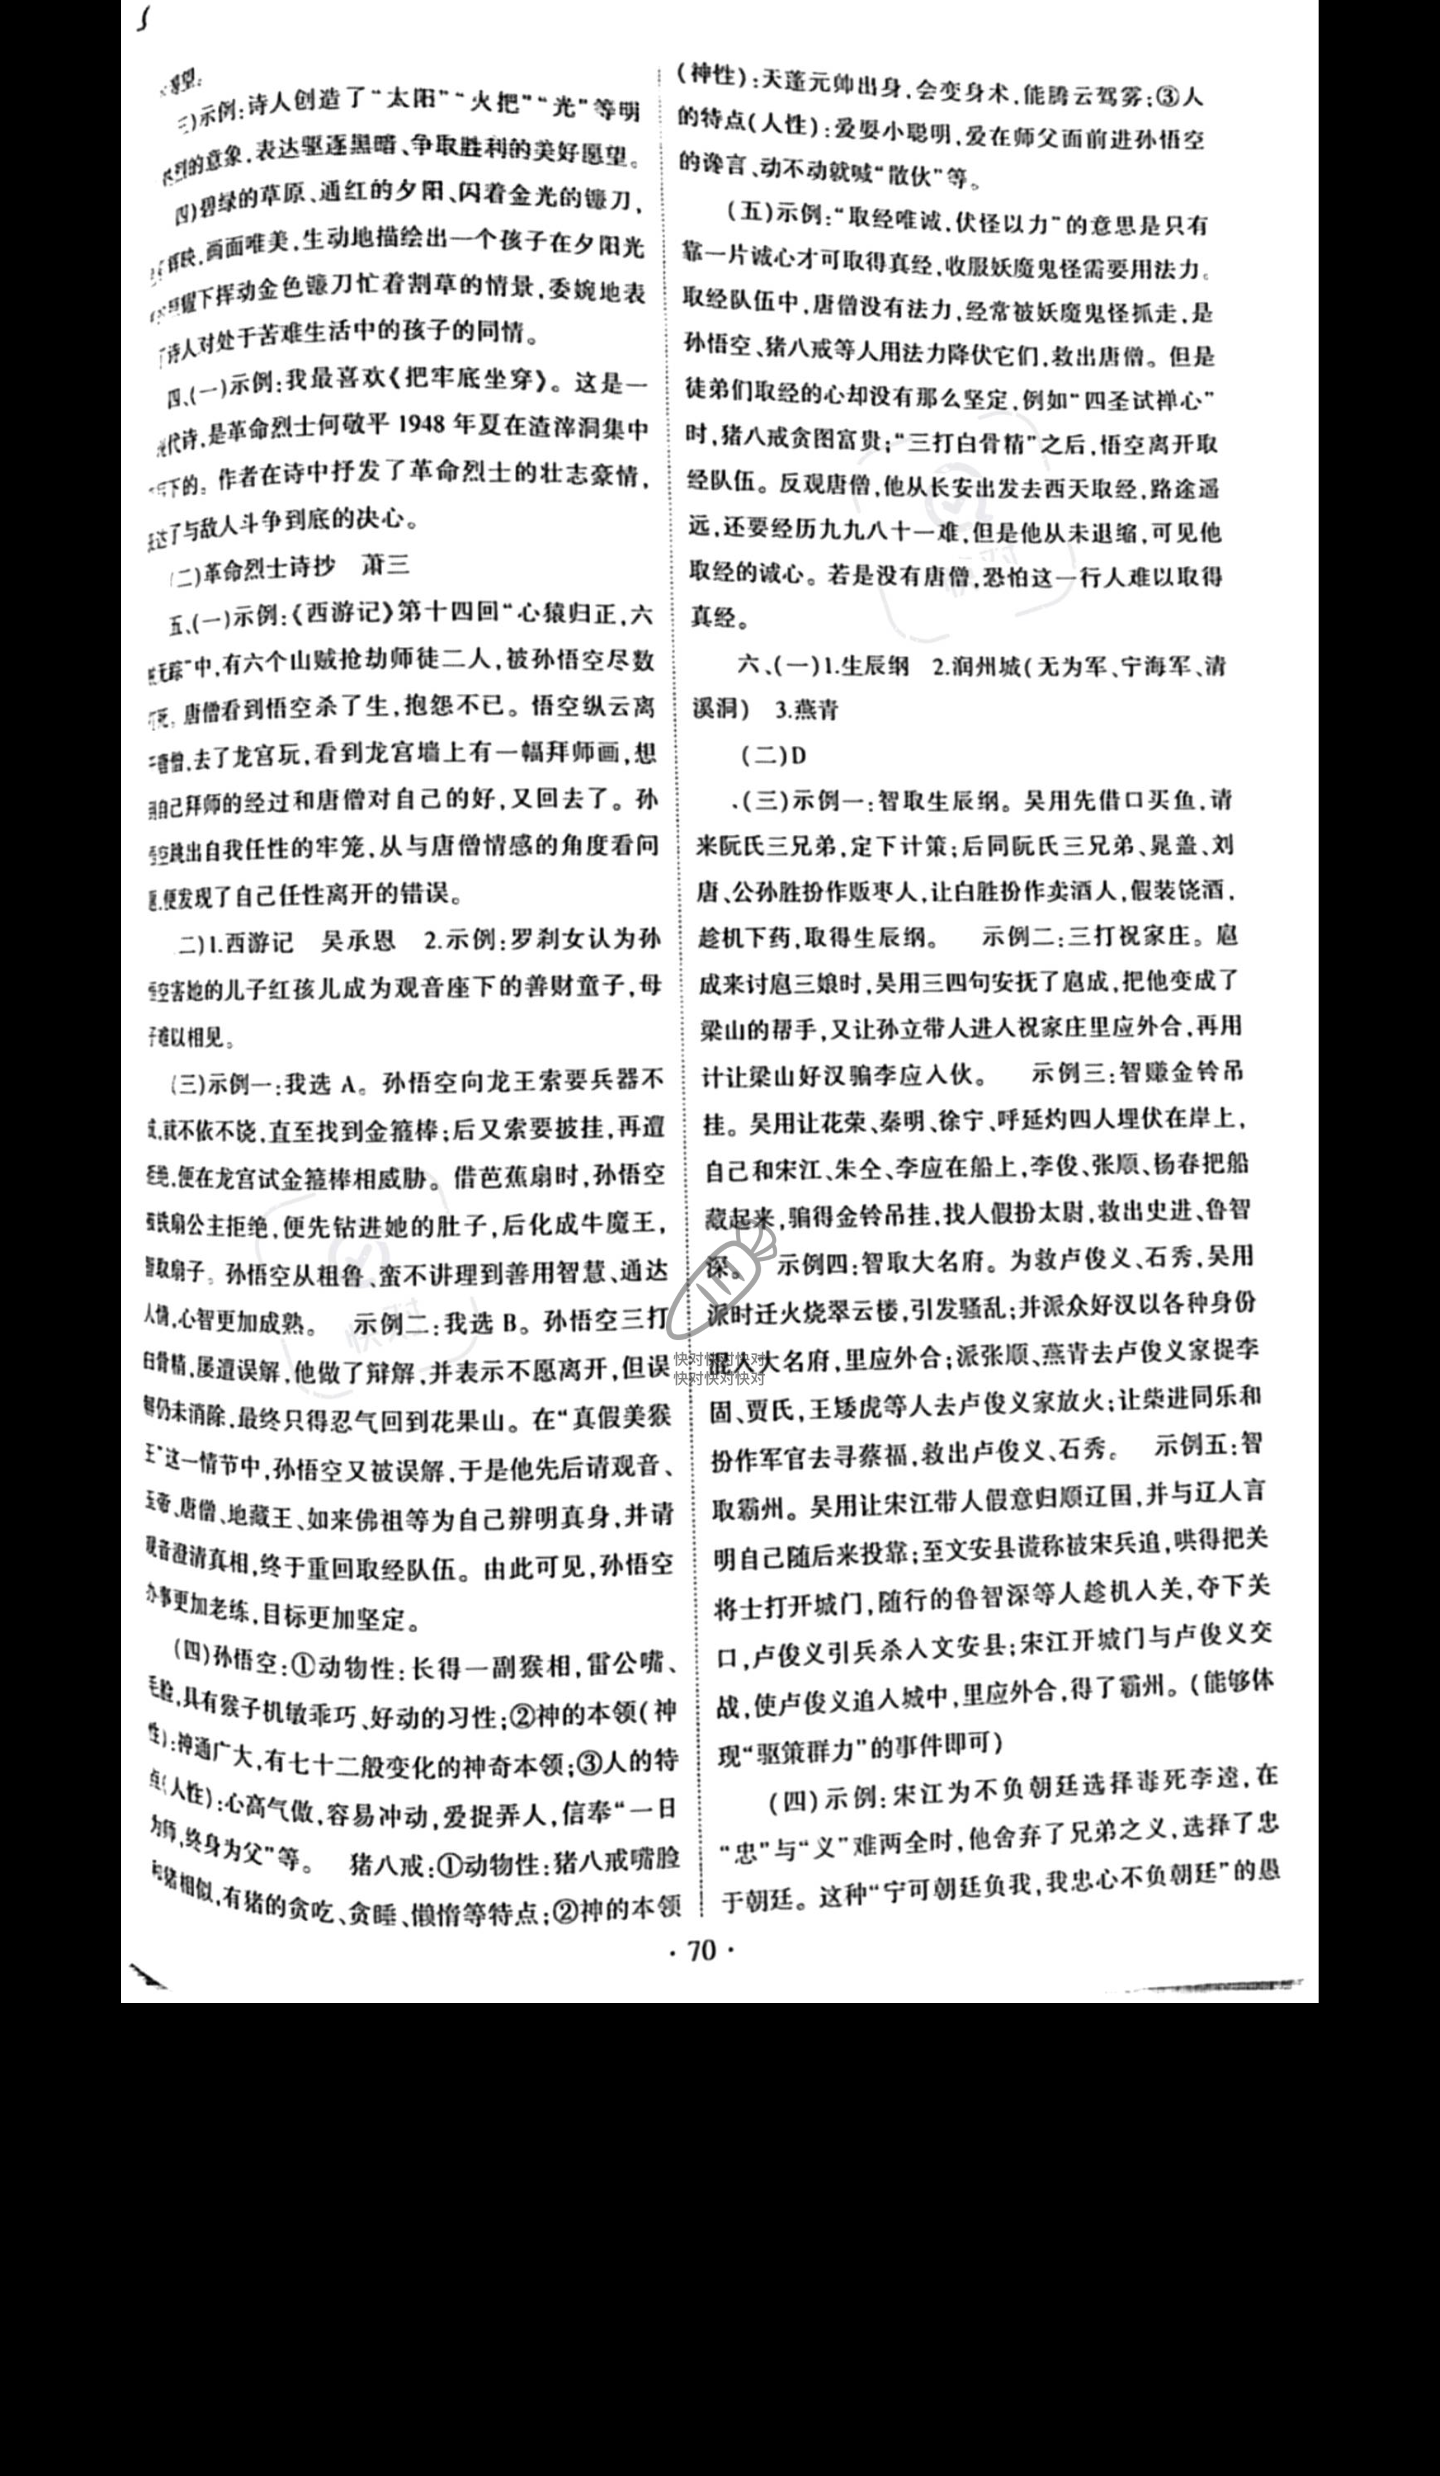 望。
三)示例:诗人创造了“太阳”“火把”“光”等明
烈的意象,表达驱逐黑暗、争取胜利的美好愿望。
四)碧绿的草原、通红的夕阳、闪着金光的镰刀,
辉映,画面唯美,生动地描绘出一个孩子在夕阳光
照耀下挥动金色镰刀忙着割草的情景,委婉地表
了诗人对处于苦难生活中的孩子的同情。
四、(一)示例:我最喜欢《把牢底坐穿》。这是一
代诗,是革命烈士何敬平1948年夏在渣滓洞集中
下的。作者在诗中抒发了革命烈士的壮志豪情,
达了与敌人斗争到底的决心。
(二)革命烈士诗抄 萧三
五、(一)示例:《西游记》第十四回“心猿归正,六
无踪”中,有六个山贼抢劫师徒二人,被孙悟空尽数
打死。唐僧看到悟空杀了生,抱怨不已。悟空纵云离
唐僧,去了龙宫玩,看到龙宫墙上有一幅拜师画,想
自己拜师的经过和唐僧对自己的好,又回去了。孙
悟空跳出自我任性的牢笼,从与唐僧情感的角度看问
题,便发现了自己任性离开的错误。
二)1.西游记 吴承恩 2.示例:罗刹女认为孙
悟空害她的儿子红孩儿成为观音座下的善财童子,母
子难以相见。
(三)示例一:我选A。孙悟空向龙王索要兵器不
成,就不依不饶,直至找到金箍棒;后又索要披挂,再遭
拒绝,便在龙宫试金箍棒相威胁。借芭蕉扇时,孙悟空
被铁扇公主拒绝,便先钻进她的肚子,后化成牛魔王,
智取扇子。孙悟空从粗鲁、蛮不讲理到善用智慧、通达
人情,心智更加成熟。 示例二:我选B。孙悟空三打
白骨精,屡遭误解,他做了辩解,并表示不愿离开,但误
解仍未消除,最终只得忍气回到花果山。在“真假美猴
王”这一情节中,孙悟空又被误解,于是他先后请观音、
玉帝、唐僧、地藏王、如来佛祖等为自己辨明真身,并请
观音澄清真相,终于重回取经队伍。由此可见,孙悟空
办事更加老练,目标更加坚定。
(四)孙悟空:①动物性:长得一副猴相,雷公嘴、
毛脸,具有猴子机敏乖巧、好动的习性;②神的本领(神
性):神通广大,有七十二般变化的神奇本领;③人的特
点(人性):心高气傲,容易冲动,爱捉弄人,信奉“一日
为师,终身为父”等。 猪八戒:①动物性:猪八戒嘴脸
和猪相似,有猪的贪吃、贪睡、懒惰等特点;②神的本领
(神性):天蓬元帅出身,会变身术,能腾云驾雾;③人
的特点(人性):爱耍小聪明,爱在师父面前进孙悟空
的谗言、动不动就喊“散伙”等。
(五)示例:“取经唯诚,伏怪以力”的意思是只有
靠一片诚心才可取得真经,收服妖魔鬼怪需要用法力。
取经队伍中,唐僧没有法力,经常被妖魔鬼怪抓走,是
孙悟空、猪八戒等人用法力降伏它们,救出唐僧。但是
徒弟们取经的心却没有那么坚定,例如“四圣试禅心”
时,猪八戒贪图富贵;“三打白骨精”之后,悟空离开取
经队伍。反观唐僧,他从长安出发去西天取经,路途遥
远,还要经历九九八十一难,但是他从未退缩,可见他
取经的诚心。若是没有唐僧,恐怕这一行人难以取得
真经。
六、(一)1.生辰纲 2.润州城(无为军、宁海军、清
溪洞) 3.燕青
(二)D
(三)示例一:智取生辰纲。吴用先借口买鱼,请
来阮氏三兄弟,定下计策;后同阮氏三兄弟、晁盖、刘
唐、公孙胜扮作贩枣人,让白胜扮作卖酒人,假装饶酒,
趁机下药,取得生辰纲。 示例二:三打祝家庄。扈
成来讨扈三娘时,吴用三四句安抚了扈成,把他变成了
梁山的帮手,又让孙立带人进入祝家庄里应外合,再用
计让梁山好汉骗李应入伙。 示例三:智赚金铃吊
挂。吴用让花荣、秦明、徐宁、呼延灼四人埋伏在岸上,
自己和宋江、朱仝、李应在船上,李俊、张顺、杨春把船
藏起来,骗得金铃吊挂,找人假扮太尉,救出史进、鲁智
深。 示例四:智取大名府。为救卢俊义、石秀,吴用
派时迁火烧翠云楼,引发骚乱;并派众好汉以各种身份
混入大名府,里应外合;派张顺、燕青去卢俊义家捉李
固、贾氏,王矮虎等人去卢俊义家放火;让柴进同乐和
扮作军官去寻蔡福,救出卢俊义、石秀。 示例五:智
取霸州。吴用让宋江带人假意归顺辽国,并与辽人言
明自己随后来投靠;至文安县谎称被宋兵追,哄得把关
将士打开城门,随行的鲁智深等人趁机入关,夺下关
口,卢俊义引兵杀入文安县;宋江开城门与卢俊义交
战,使卢俊义追入城中,里应外合,得了霸州。(能够体
现“驱策群力”的事件即可)
(四)示例:宋江为不负朝廷选择毒死李逵,在
“忠”与“义”难两全时,他舍弃了兄弟之义,选择了忠
于朝廷。这种“宁可朝廷负我,我忠心不负朝廷”的愚
快对快对快对
快对快对快对
快对
快对
· 70 ·